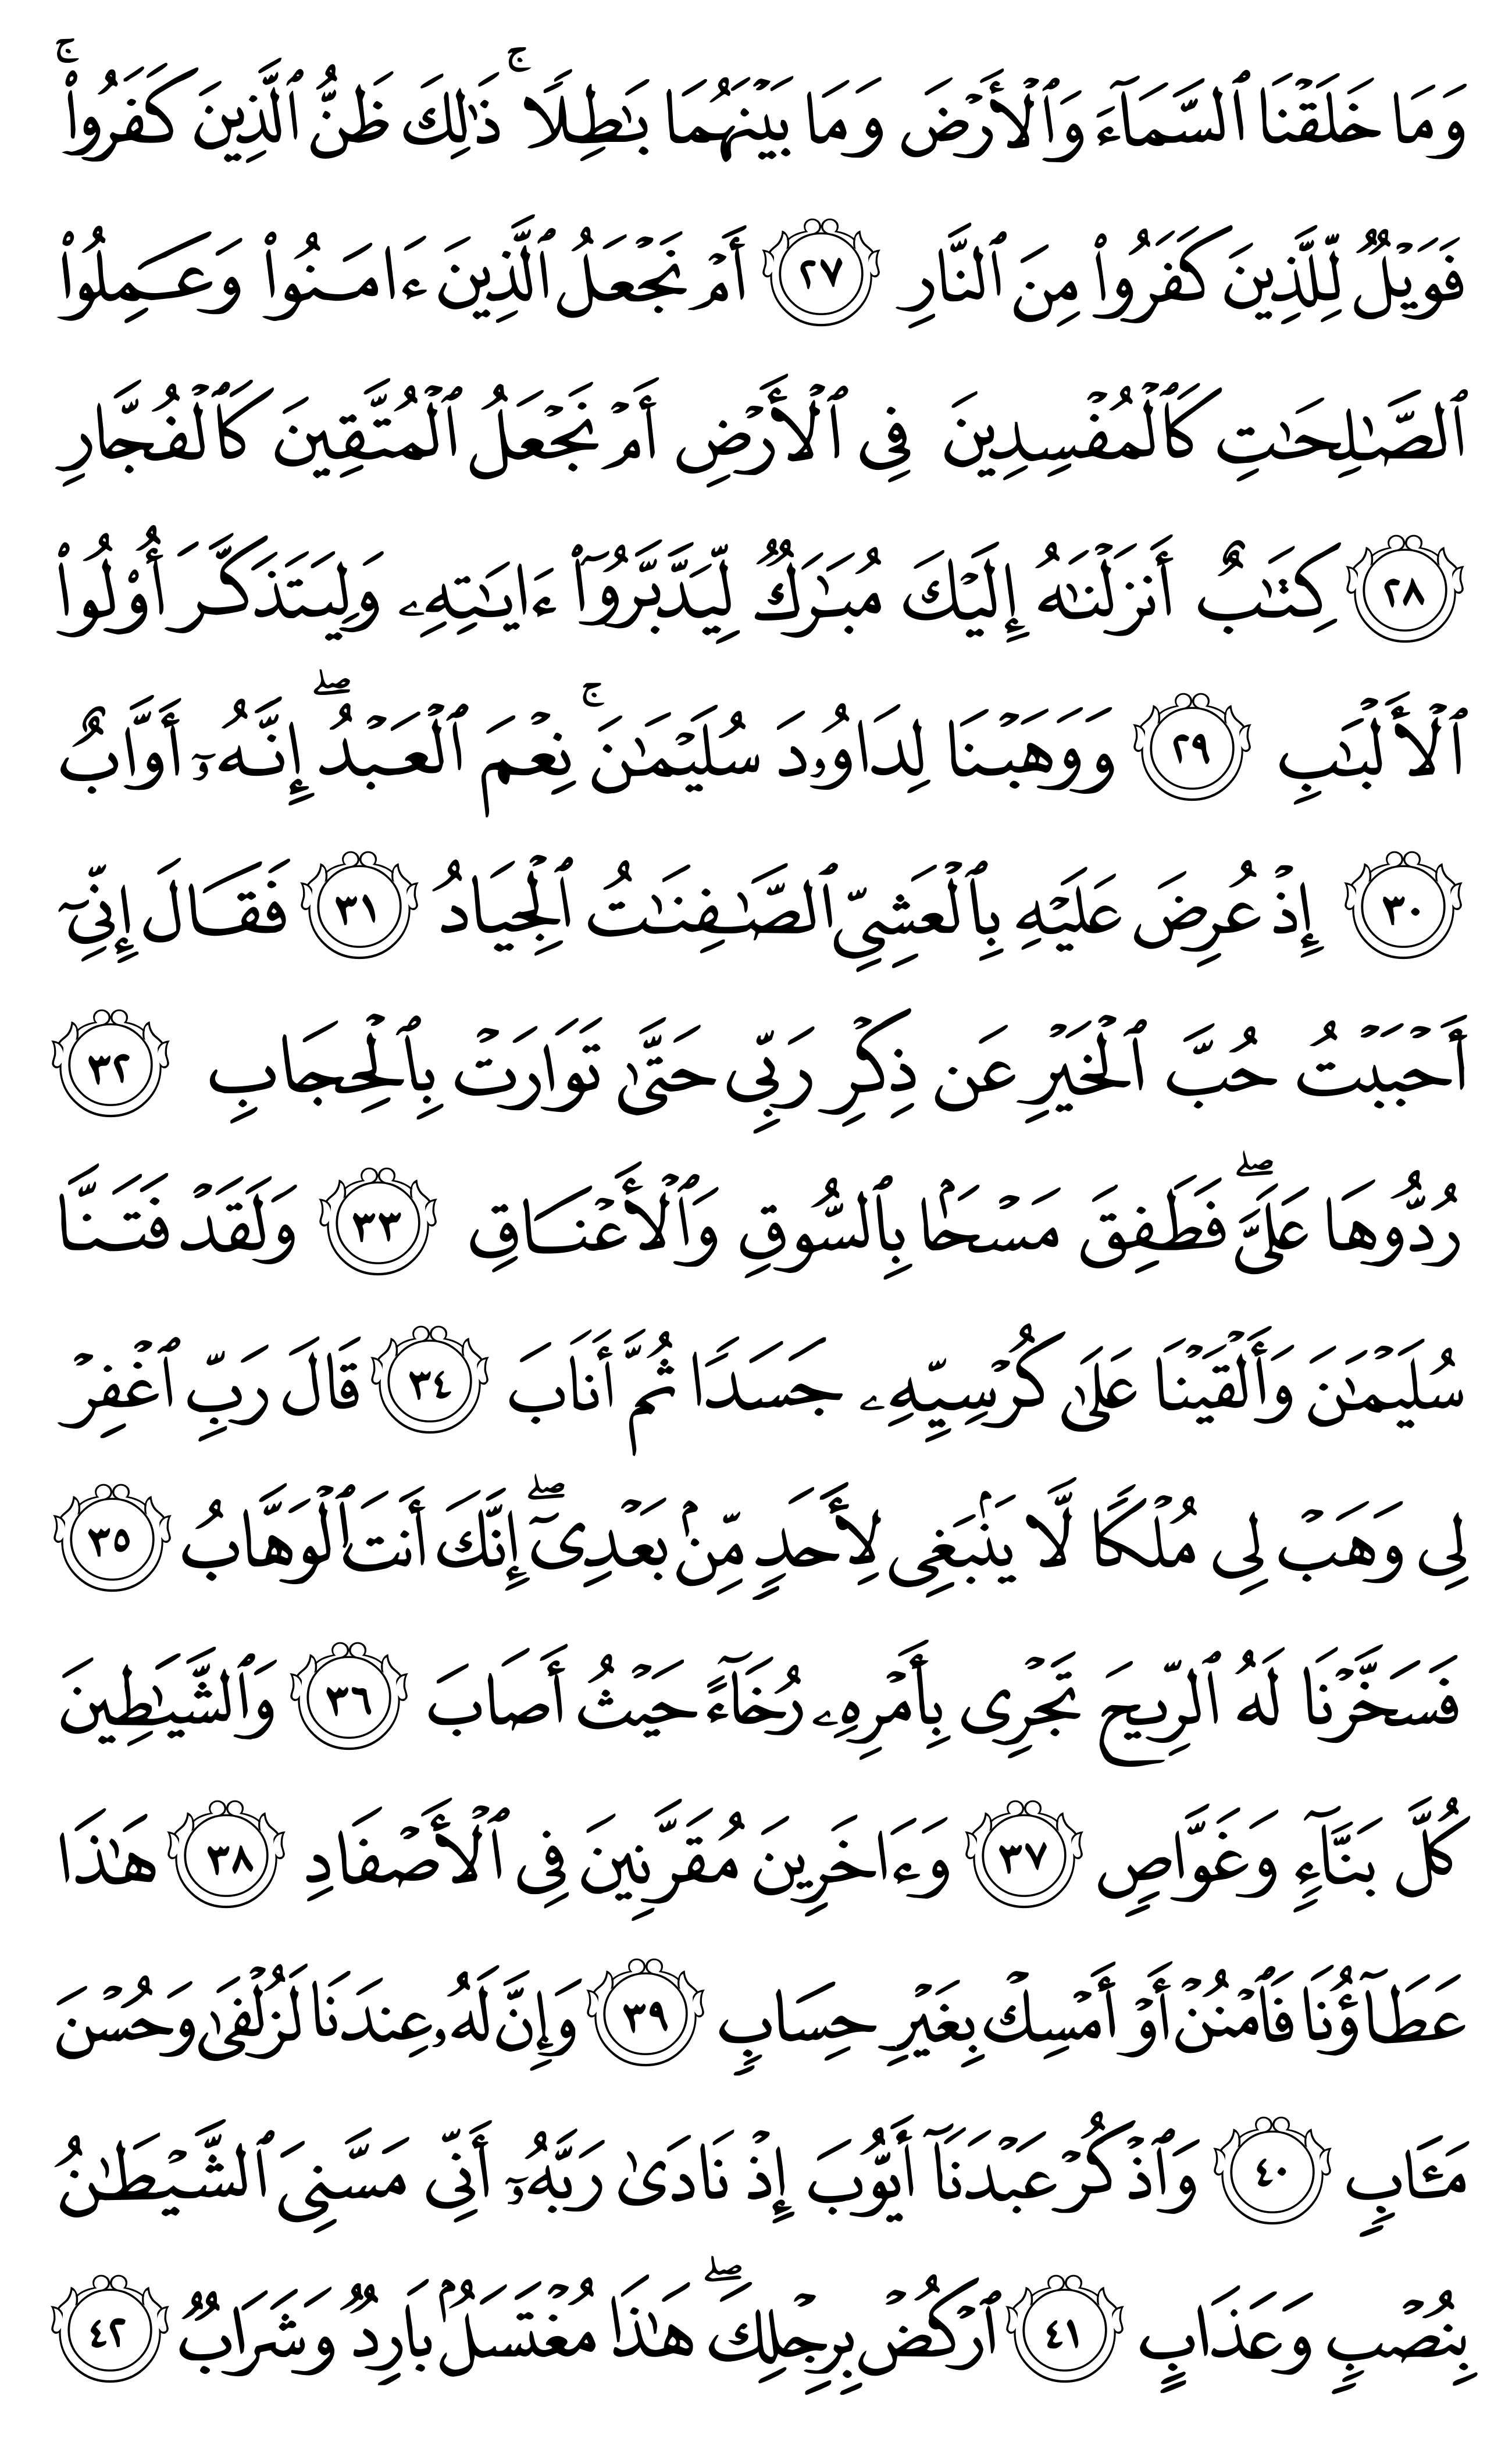 وَمَا خَلَقْنَا ٱلسَّمَآءَ وَٱلْأَرْضَ وَمَا بَيْنَهُمَا بَٰطِلًا ۚ ذَٰلِكَ ظَنُّ ٱلَّذِينَ كَفَرُوا۟ ۚ
فَوَيْلٌ لِّلَّذِينَ كَفَرُوا۟ مِنَ ٱلنَّارِ ٢٧ أَمْ نَجْعَلُ ٱلَّذِينَ ءَامَنُوا۟ وَعَمِلُوا۟
ٱلصَّٰلِحَٰتِ كَٱلْمُفْسِدِينَ فِى ٱلْأَرْضِ أَمْ نَجْعَلُ ٱلْمُتَّقِينَ كَٱلْفُجَّارِ
٢٨ كِتَٰبٌ أَنزَلْنَٰهُ إِلَيْكَ مُبَٰرَكٌ لِّيَدَّبَّرُوٓا۟ ءَايَٰتِهِۦ وَلِيَتَذَكَّرَ أُو۟لُوا۟
ٱلْأَلْبَٰبِ ٢٩ وَوَهَبْنَا لِدَاوُۥدَ سُلَيْمَٰنَ ۚ نِعْمَ ٱلْعَبْدُ ۖ إِنَّهُۥٓ أَوَّابٌ
٣٠ إِذْ عُرِضَ عَلَيْهِ بِٱلْعَشِىِّ ٱلصَّٰفِنَٰتُ ٱلْجِيَادُ ٣١ فَقَالَ إِنِّىٓ
أَحْبَبْتُ حُبَّ ٱلْخَيْرِ عَن ذِكْرِ رَبِّى حَتَّىٰ تَوَارَتْ بِٱلْحِجَابِ ٣٢
رُدُّوهَا عَلَىَّ ۖ فَطَفِقَ مَسْحًۢا بِٱلسُّوقِ وَٱلْأَعْنَاقِ ٣٣ وَلَقَدْ فَتَنَّا
سُلَيْمَٰنَ وَأَلْقَيْنَا عَلَىٰ كُرْسِيِّهِۦ جَسَدًا ثُمَّ أَنَابَ ٣٤ قَالَ رَبِّ ٱغْفِرْ
لِى وَهَبْ لِى مُلْكًا لَّا يَنۢبَغِى لِأَحَدٍ مِّنۢ بَعْدِىٓ ۖ إِنَّكَ أَنتَ ٱلْوَهَّابُ ٣٥
فَسَخَّرْنَا لَهُ ٱلرِّيحَ تَجْرِى بِأَمْرِهِۦ رُخَآءً حَيْثُ أَصَابَ ٣٦ وَٱلشَّيَٰطِينَ
كُلَّ بَنَّآءٍ وَغَوَّاصٍ ٣٧ وَءَاخَرِينَ مُقَرَّنِينَ فِى ٱلْأَصْفَادِ ٣٨ هَٰذَا
عَطَآؤُنَا فَٱمْنُنْ أَوْ أَمْسِكْ بِغَيْرِ حِسَابٍ ٣٩ وَإِنَّ لَهُۥ عِندَنَا لَزُلْفَىٰ وَحُسْنَ
مَـَٔابٍ ٤٠ وَٱذْكُرْ عَبْدَنَآ أَيُّوبَ إِذْ نَادَىٰ رَبَّهُۥٓ أَنِّى مَسَّنِىَ ٱلشَّيْطَٰنُ
بِنُصْبٍ وَعَذَابٍ ٤١ ٱرْكُضْ بِرِجْلِكَ ۖ هَٰذَا مُغْتَسَلٌۢ بَارِدٌ وَشَرَابٌ ٤٢